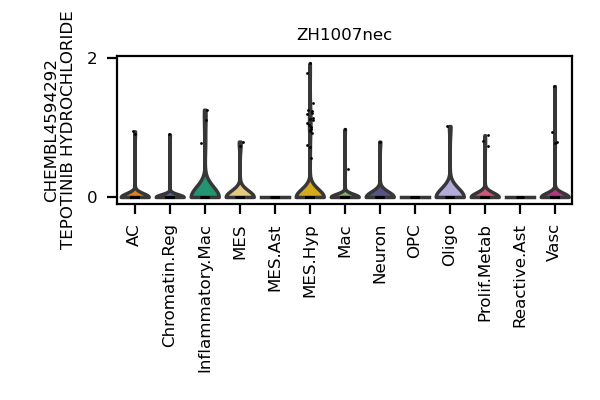 ZH1007nec
CHEMBL4594292
TEPOTINIB HYDROCHLORIDE
2
0
AC
Chromatin.Reg
Inflammatory.Mac
MES
MES.Ast
MES.Hyp
Mac
Neuron
OPC
Oligo
Prolif.Metab
Reactive.Ast
Vasc